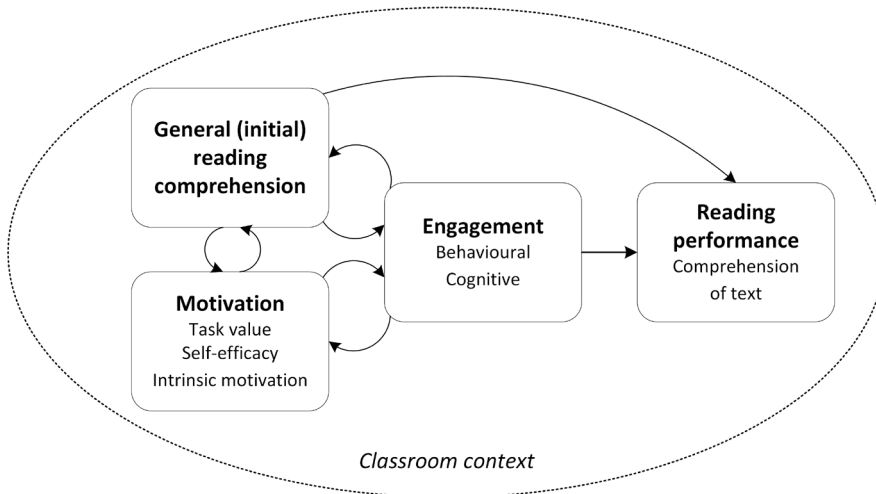 General (initial)
reading
comprehension
Motivation
Task value
Self-efficacy
Intrinsic motivation
Engagement
Behavioural
Cognitive
Reading
performance
Comprehension
of text
Classroom context